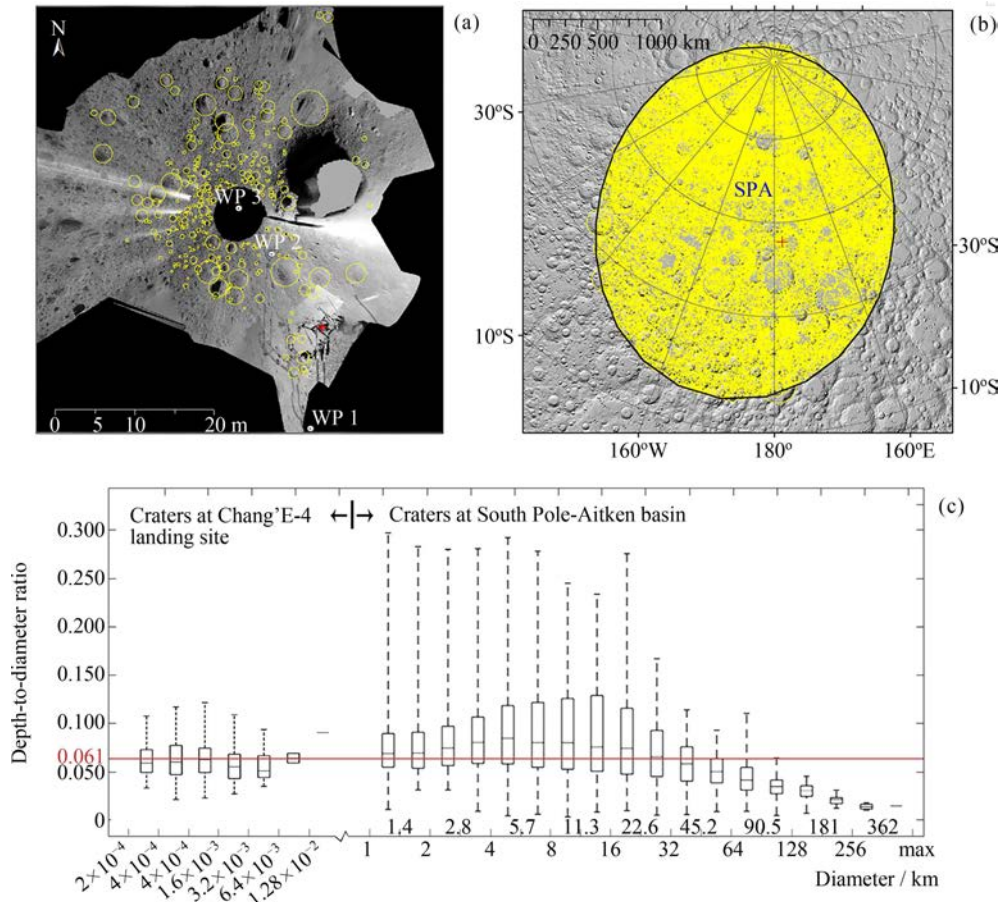 N
(a)
WP 3
WP 2
WP 1
0 5 10 20 m
0 250 500 1000 km
(b)
30°S
SPA
30°S
10°S
10°S
160°W 180° 160°E
(c)
Craters at Chang'E-4
landing site
Craters at South Pole-Aitken basin
Depth-to-diameter ratio
0.300
0.250
0.200
0.150
0.100
0.061
0.050
0
1.4 2.8 5.7 11.3 22.6 45.2 90.5 181 362
2×10⁻⁴ 4×10⁻⁴ 4×10⁻⁴ 1.6×10⁻³ 3.2×10⁻³ 6.4×10⁻³ 1.28×10⁻² 1 2 4 8 16 32 64 128 256 max
Diameter / km